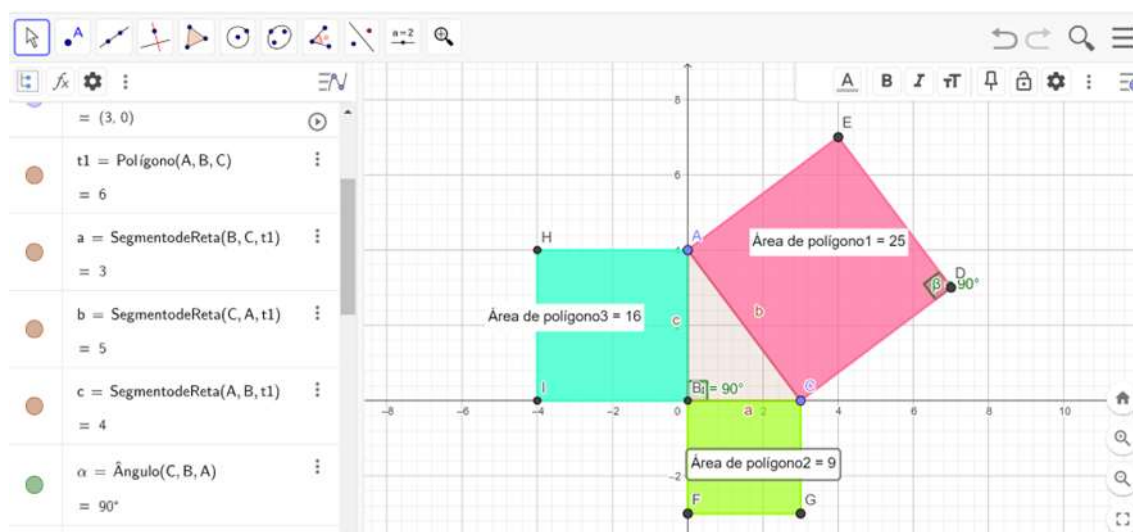 a=2
= (3, 0)
t1 = Polígono(A, B, C)
= 6
a = SegmentodeReta(B, C, t1)
= 3
b = SegmentodeReta(C, A, t1)
= 5
c = SegmentodeReta(A, B, t1)
= 4
α = Ângulo(C, B, A)
= 90°
A B I TT
8
E
6
H
A
Área de polígono1 = 25
D
β 90°
Área de polígono3 = 16
c
b
I
B
= 90°
C
-8 -6 -4 -2 0 a 2 4 6 8 10
Área de polígono2 = 9
-2
F
G